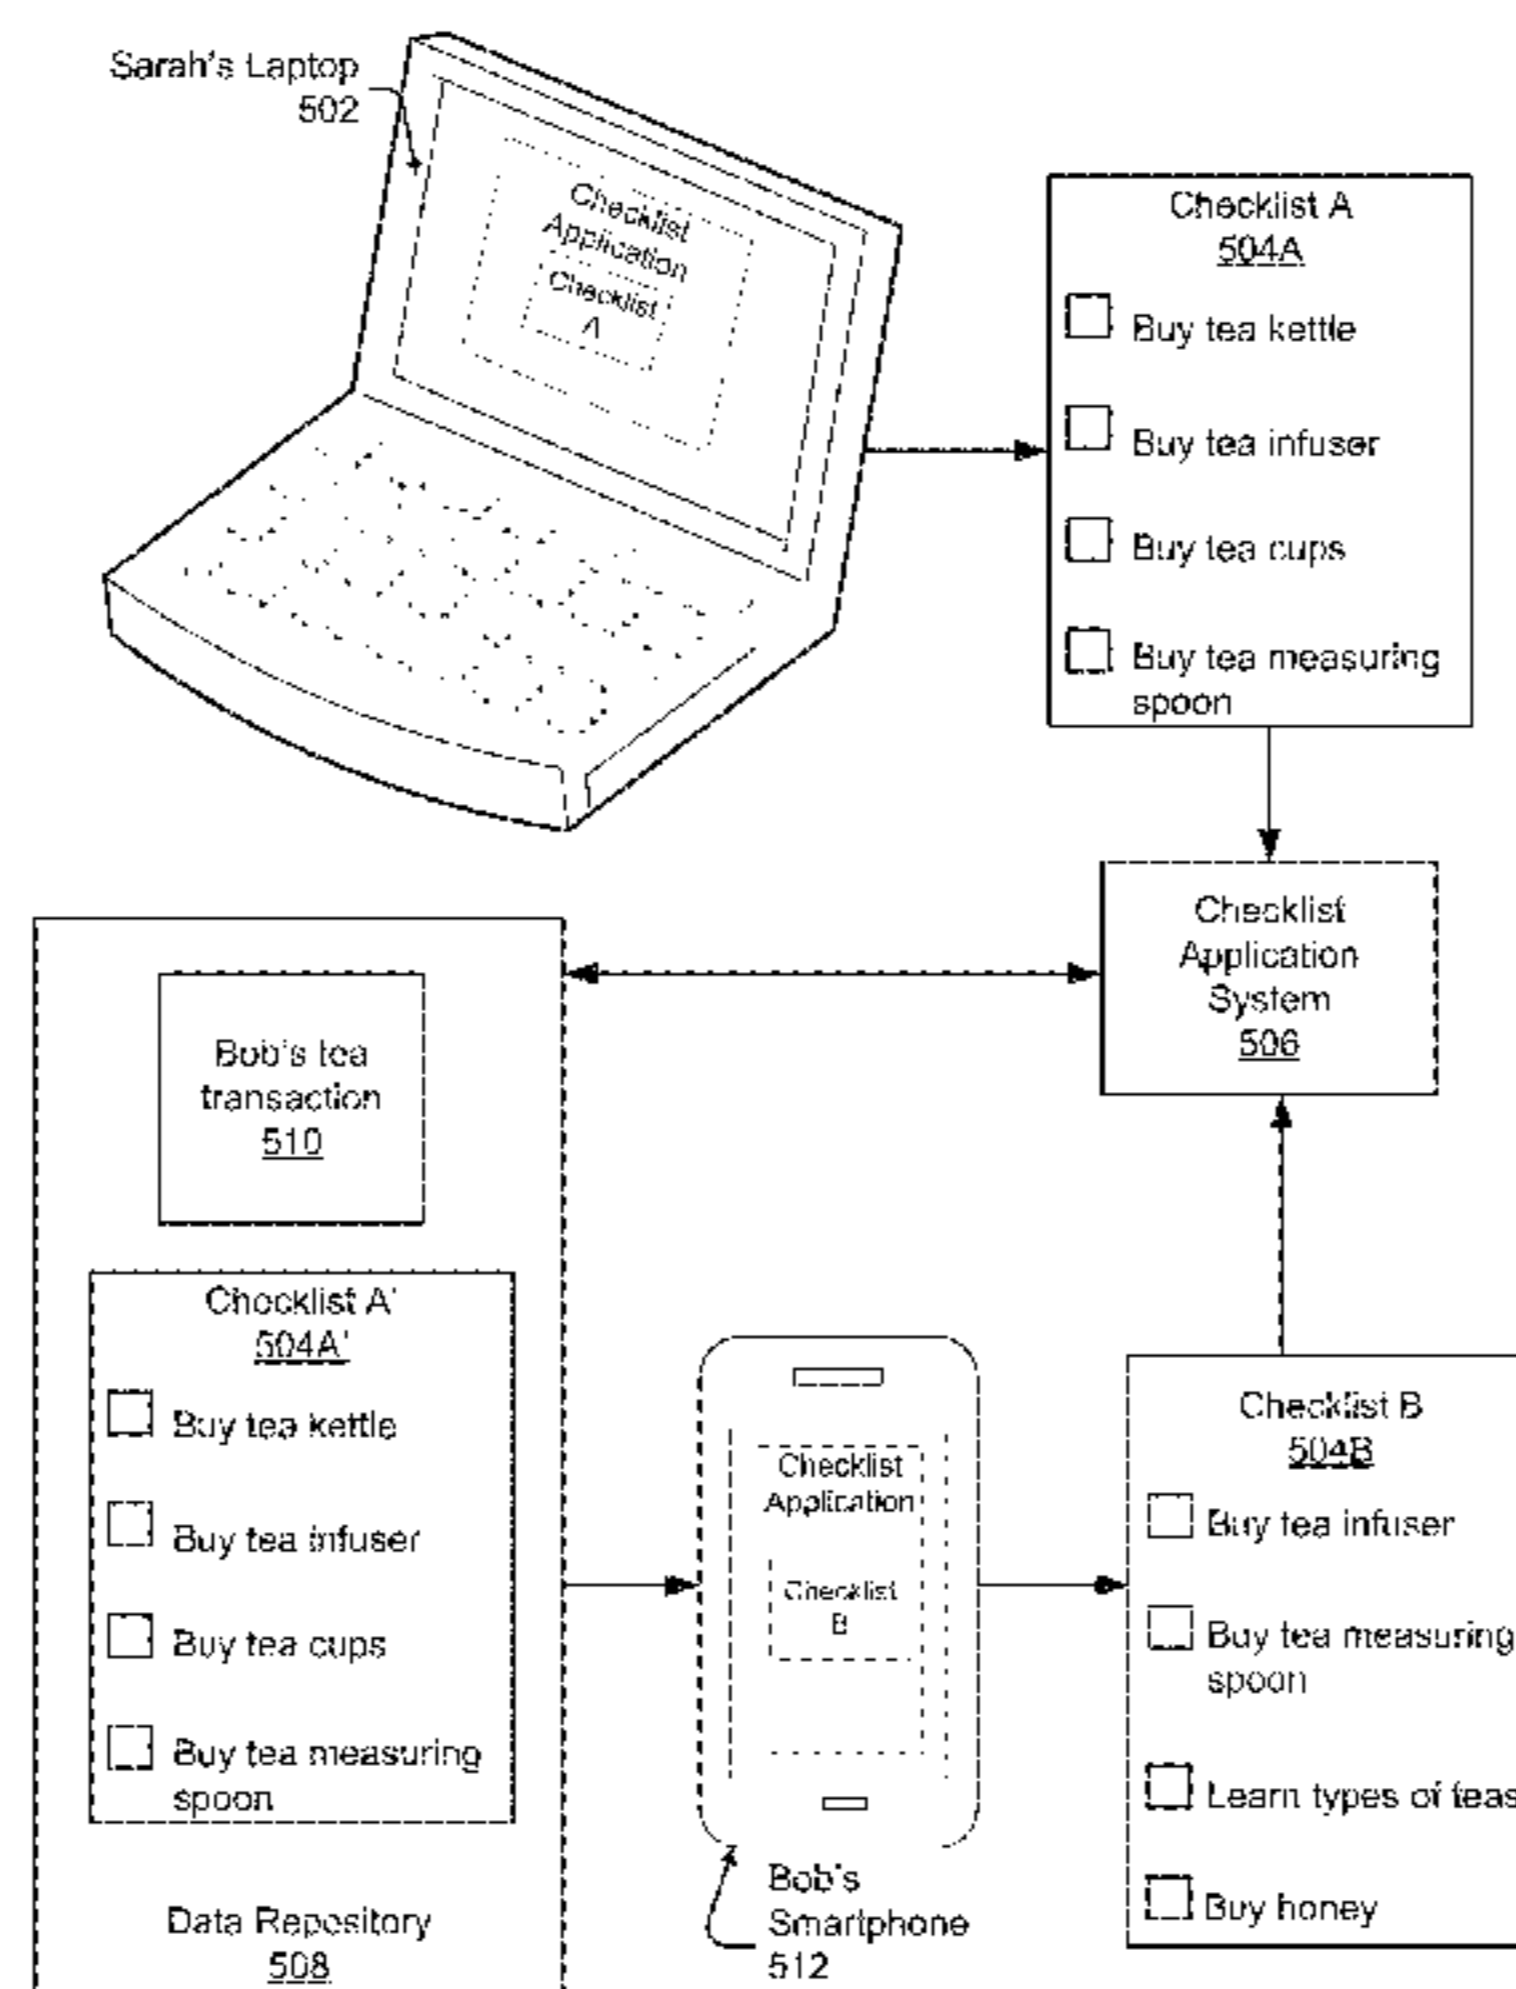 Sarah's Laptop
502
Checklist
Application
Checklist
A
Checklist A
504A
Buy tea kettle
Buy tea infuser
Buy tea cups
Buy tea measuring
spoon
Checklist
Application
System
506
Bob's tea
transaction
510
Checklist A'
504A'
Buy tea kettle
Buy tea infuser
Buy tea cups
Buy tea measuring
spoon
Data Repository
508
Checklist
Application
Checklist
B
Bob's
Smartphone
512
Checklist B
504B
Buy tea infuser
Buy tea measuring
spoon
Learn types of teas
Buy honey